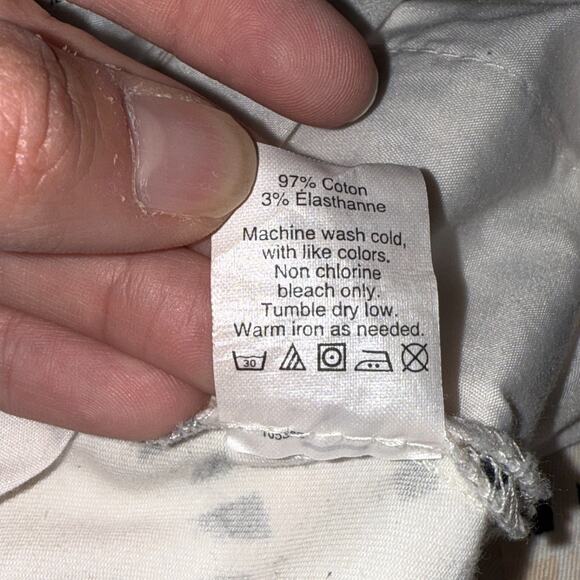 97% Coton
3% Élasthanne
Machine wash cold,
with like colors.
Non chlorine
bleach only.
Tumble dry low.
Warm iron as needed.
30